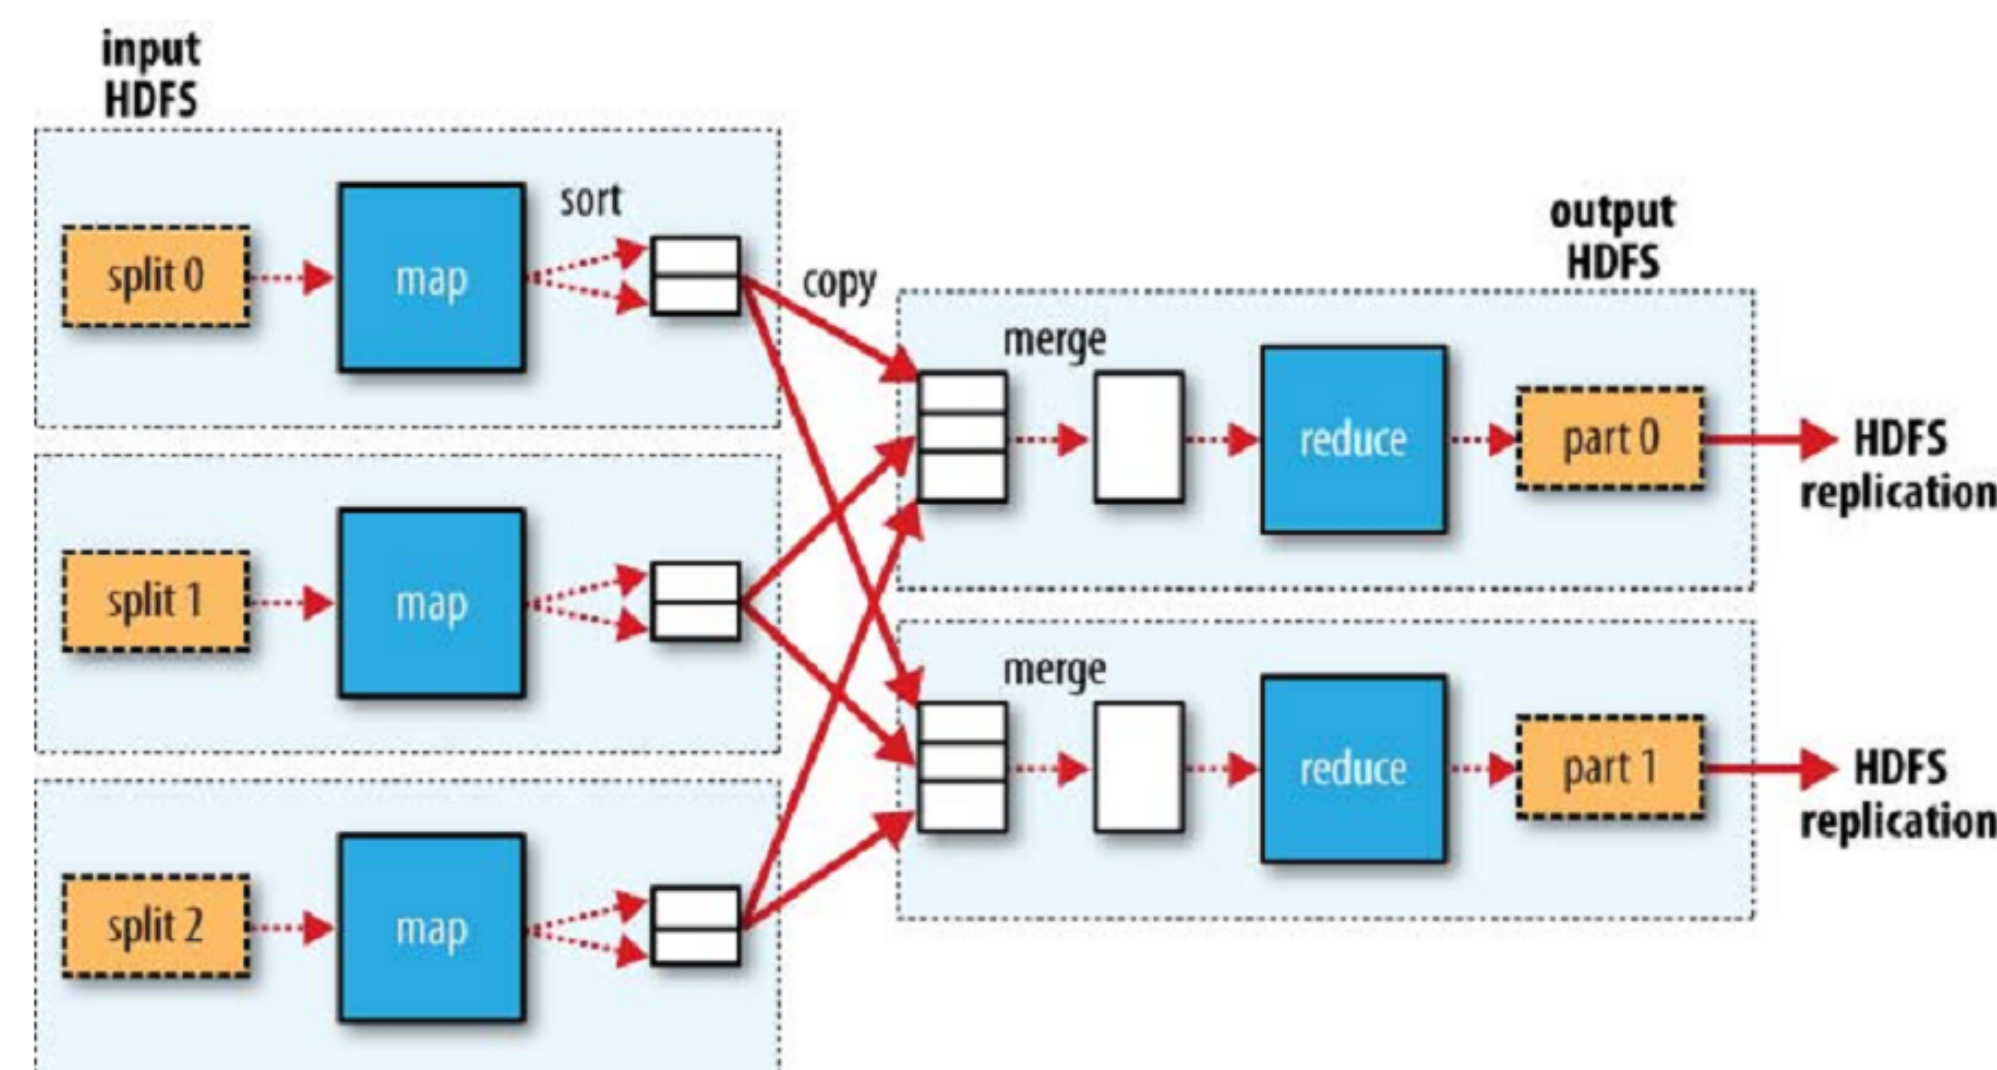 input
HDFS
split 0
map
sort
copy
split 1
map
split 2
map
output
HDFS
merge
reduce
part 0
HDFS
replication
merge
reduce
part 1
HDFS
replication